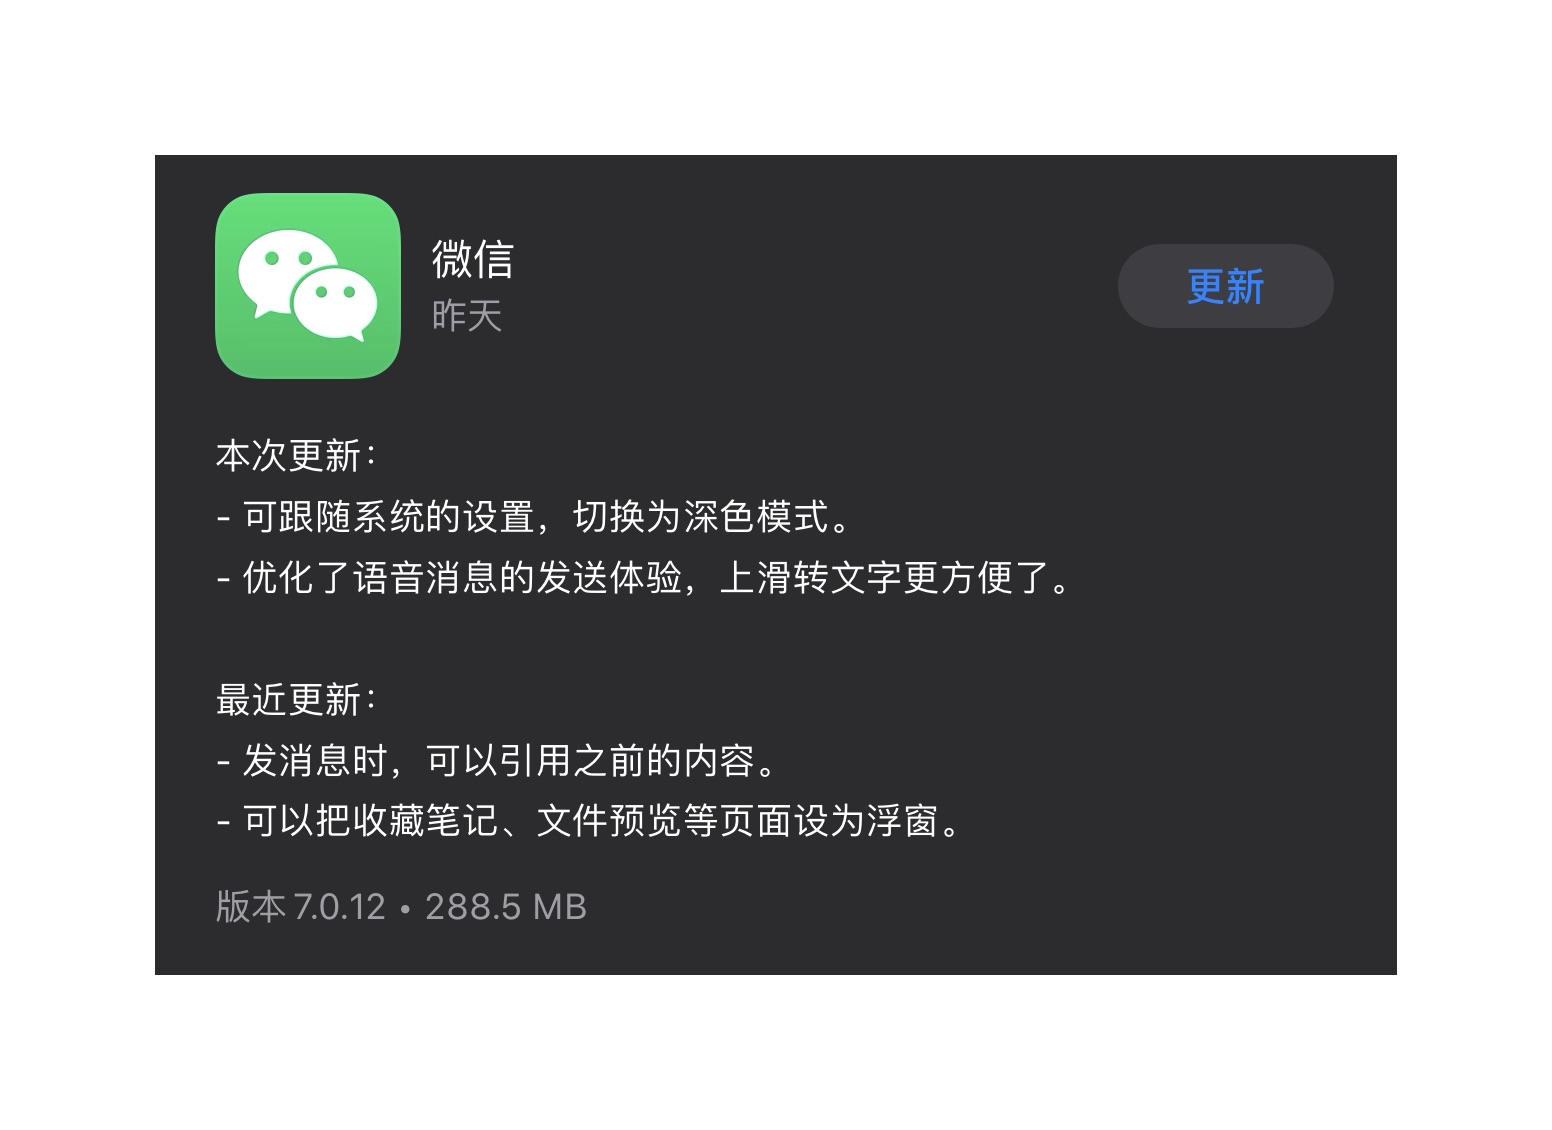 微信
昨天
更新
本次更新：
- 可跟随系统的设置，切换为深色模式。
- 优化了语音消息的发送体验，上滑转文字更方便了。
最近更新：
- 发消息时，可以引用之前的内容。
- 可以把收藏笔记、文件预览等页面设为浮窗。
版本 7.0.12 • 288.5 MB